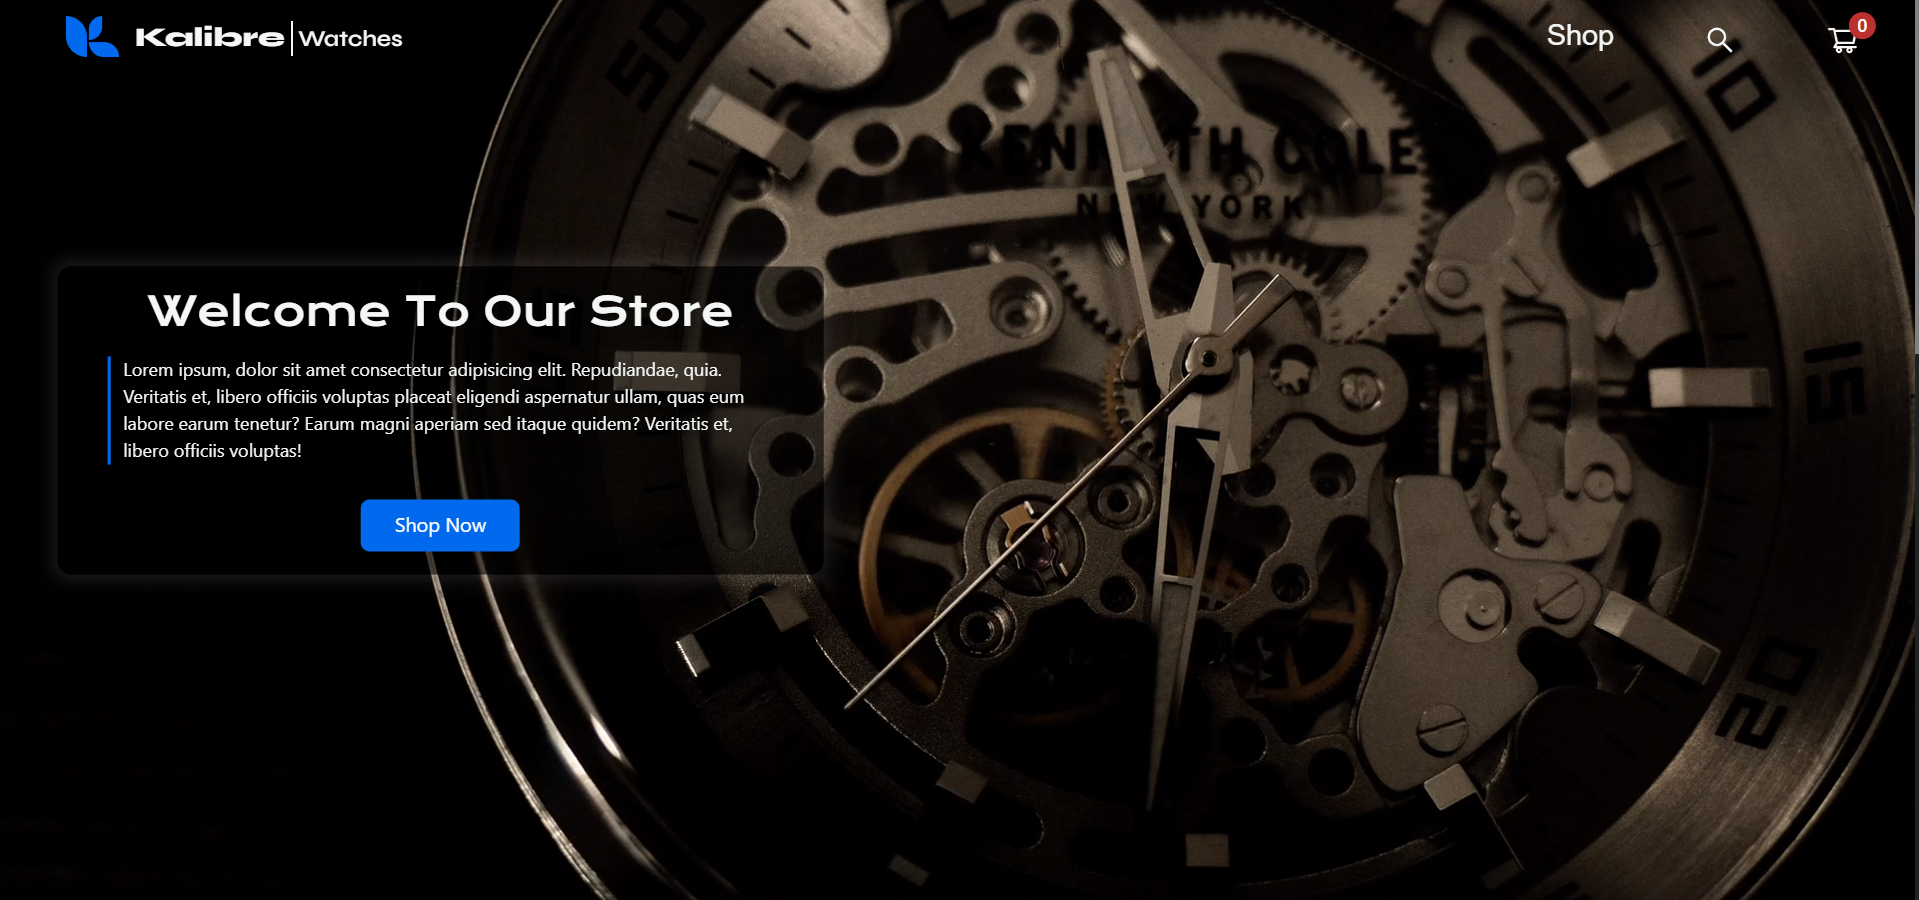 Kalibre Watches
Shop
0
50
10
KENNETH COLE
NEW YORK
Welcome To Our Store
Lorem ipsum, dolor sit amet consectetur adipisicing elit. Repudiandae, quia.
Veritatis et, libero officiis voluptas placeat eligendi aspernatur ullam, quas eum
labore earum tenetur? Earum magni aperiam sed itaque quidem? Veritatis et,
libero officiis voluptas!
15
Shop Now
20